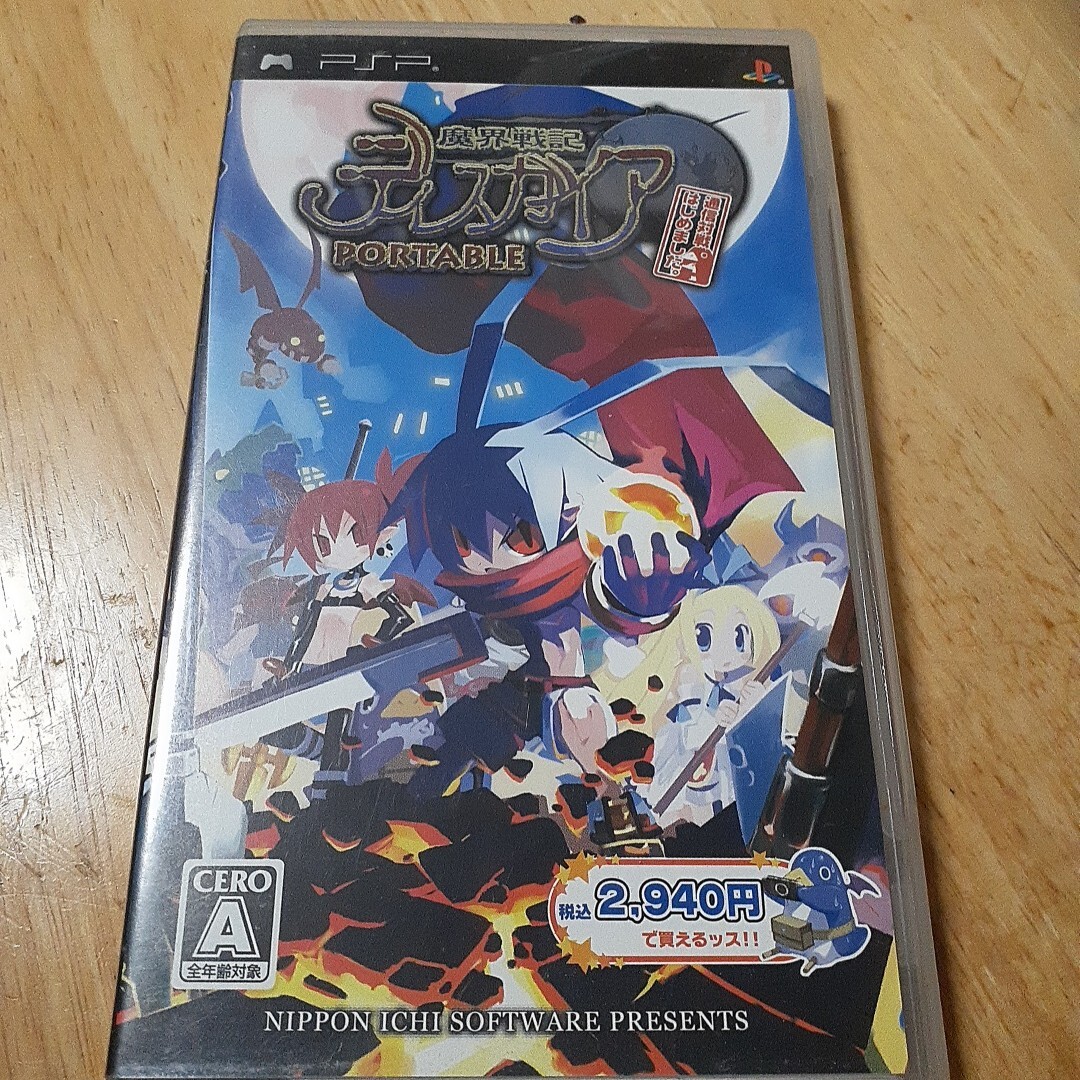 PSP
魔界戦記
ディスガイア
PORTABLE
通信対戦。
はじめました。
CERO
A
全年齢対象
税込 2,940円
で買えるッス!!
NIPPON ICHI SOFTWARE PRESENTS